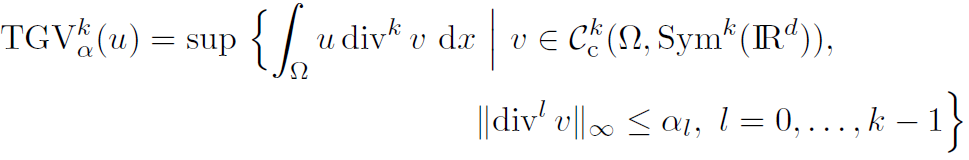 TGV^k_α(u) = sup { ∫_Ω u div^k v dx | v ∈ C^k_c(Ω, Sym^k(ℝ^d)),
‖div^l v‖_∞ ≤ α_l, l = 0, . . . , k − 1 }